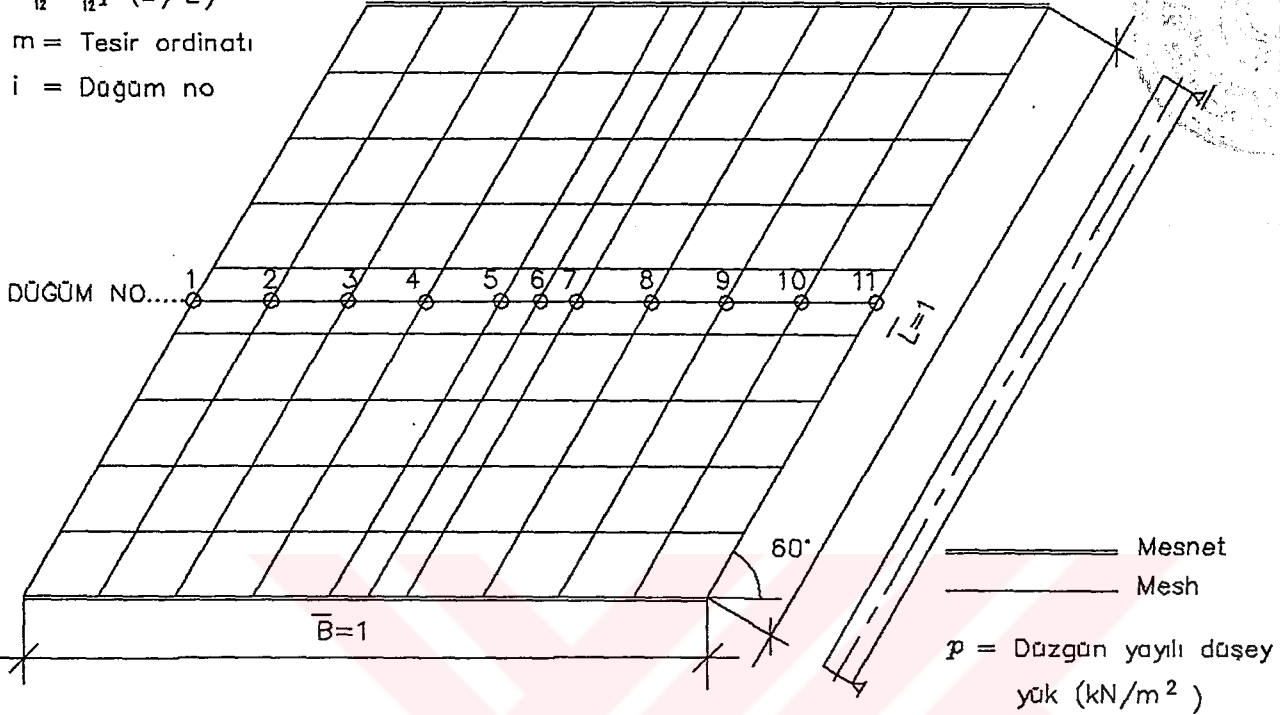 m = Tesir ordinatı
i = Düğüm no
DÜĞÜM NO.....
1 2 3 4 5 6 7 8 9 10 11
L̅=1
60°
B̅=1
Mesnet
Mesh
p = Düzgün yayılı düşey
yük (kN/m²)